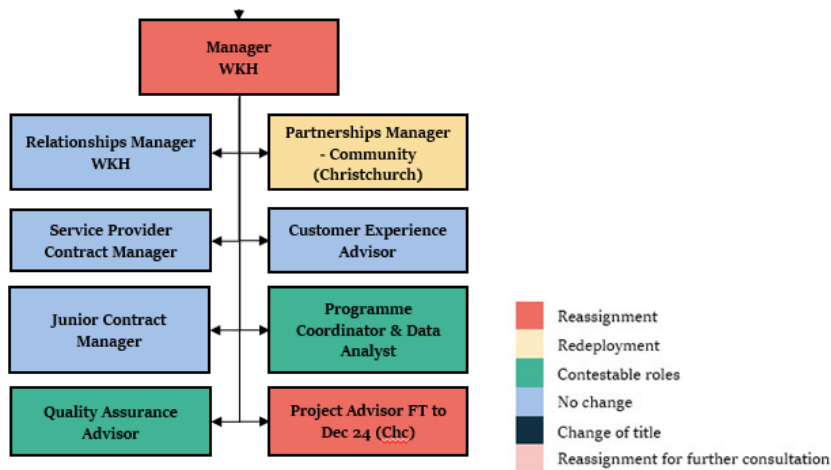 Manager
WKH
Relationships Manager
WKH
Partnerships Manager
- Community
(Christchurch)
Service Provider
Contract Manager
Customer Experience
Advisor
Junior Contract
Manager
Programme
Coordinator & Data
Analyst
Quality Assurance
Advisor
Project Advisor FT to
Dec 24 (Chc)
Reassignment
Redeployment
Contestable roles
No change
Change of title
Reassignment for further consultation